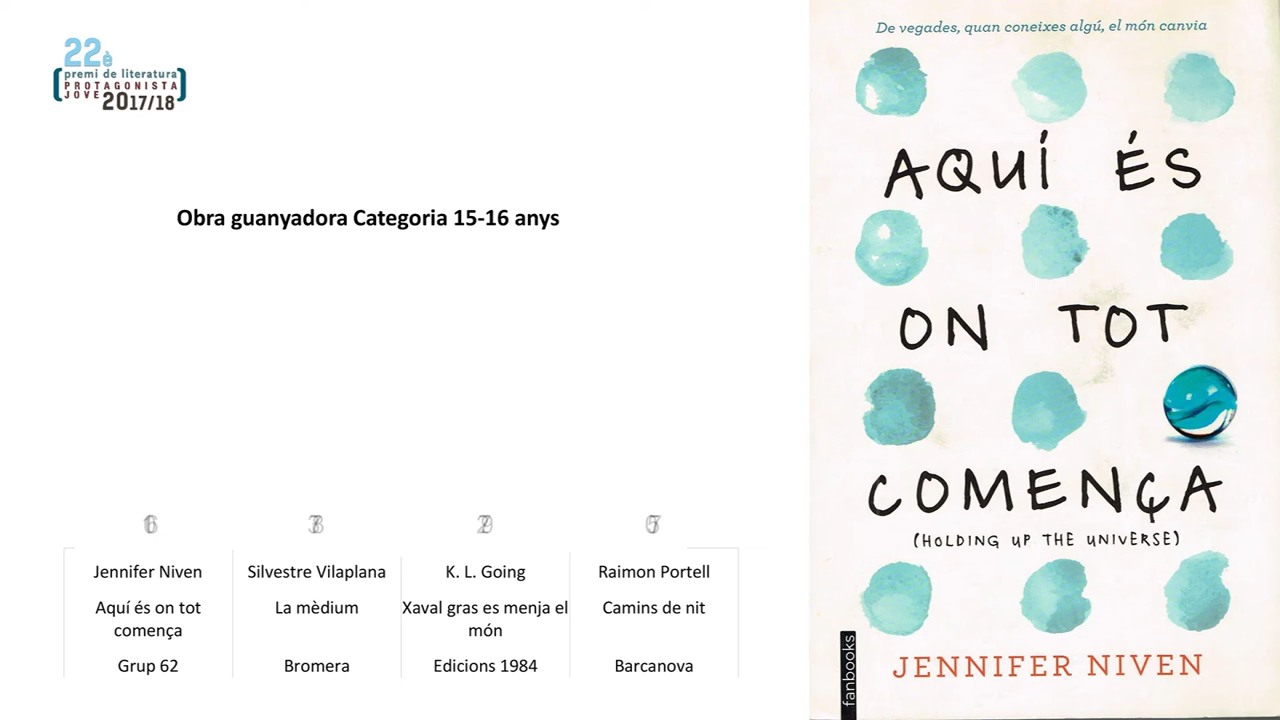 22è
premi de literatura
PROTAGONISTA
JOVE 2017/18
Obra guanyadora Categoria 15-16 anys
Jennifer Niven
Aquí és on tot
comença
Grup 62
Silvestre Vilaplana
La mèdium
Bromera
K. L. Going
Xaval gras es menja el
món
Edicions 1984
Raimon Portell
Camins de nit
Barcanova
De vegades, quan coneixes algú, el món canvia
AQUÍ ÉS
ON TOT
COMENÇA
(HOLDING UP THE UNIVERSE)
JENNIFER NIVEN
fanbooks